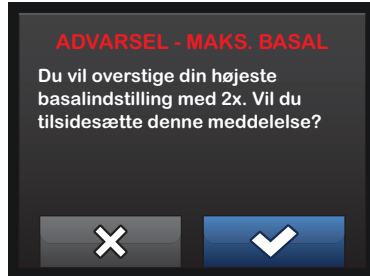 ADVARSEL - MAKS. BASAL
Du vil overstige din højeste
basalindstilling med 2x. Vil du
tilsidesætte denne meddelelse?